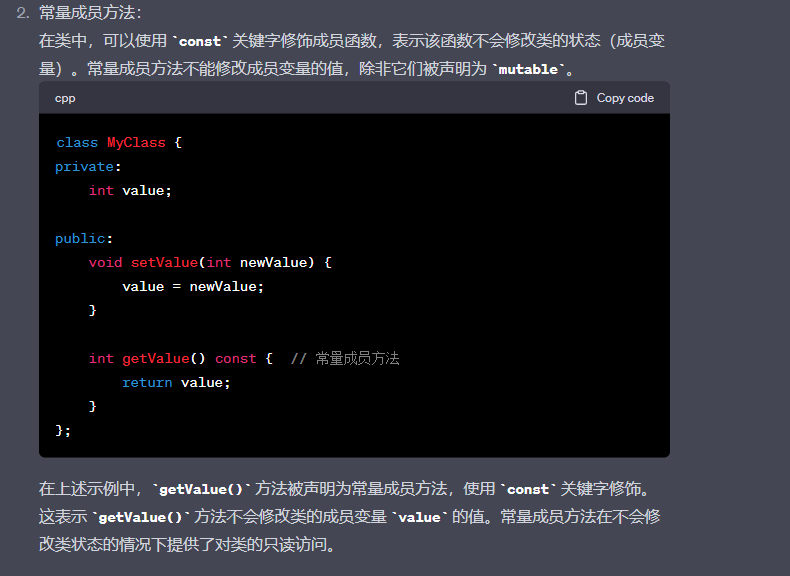 2. 常量成员方法：
在类中，可以使用 `const` 关键字修饰成员函数，表示该函数不会修改类的状态（成员变
量）。常量成员方法不能修改成员变量的值，除非它们被声明为 `mutable`。
cpp Copy code
class MyClass {
private:
    int value;
public:
    void setValue(int newValue) {
        value = newValue;
    }
    int getValue() const {  // 常量成员方法
        return value;
    }
};
在上述示例中，`getValue()` 方法被声明为常量成员方法，使用 `const` 关键字修饰。
这表示 `getValue()` 方法不会修改类的成员变量 `value` 的值。常量成员方法在不会修
改类状态的情况下提供了对类的只读访问。